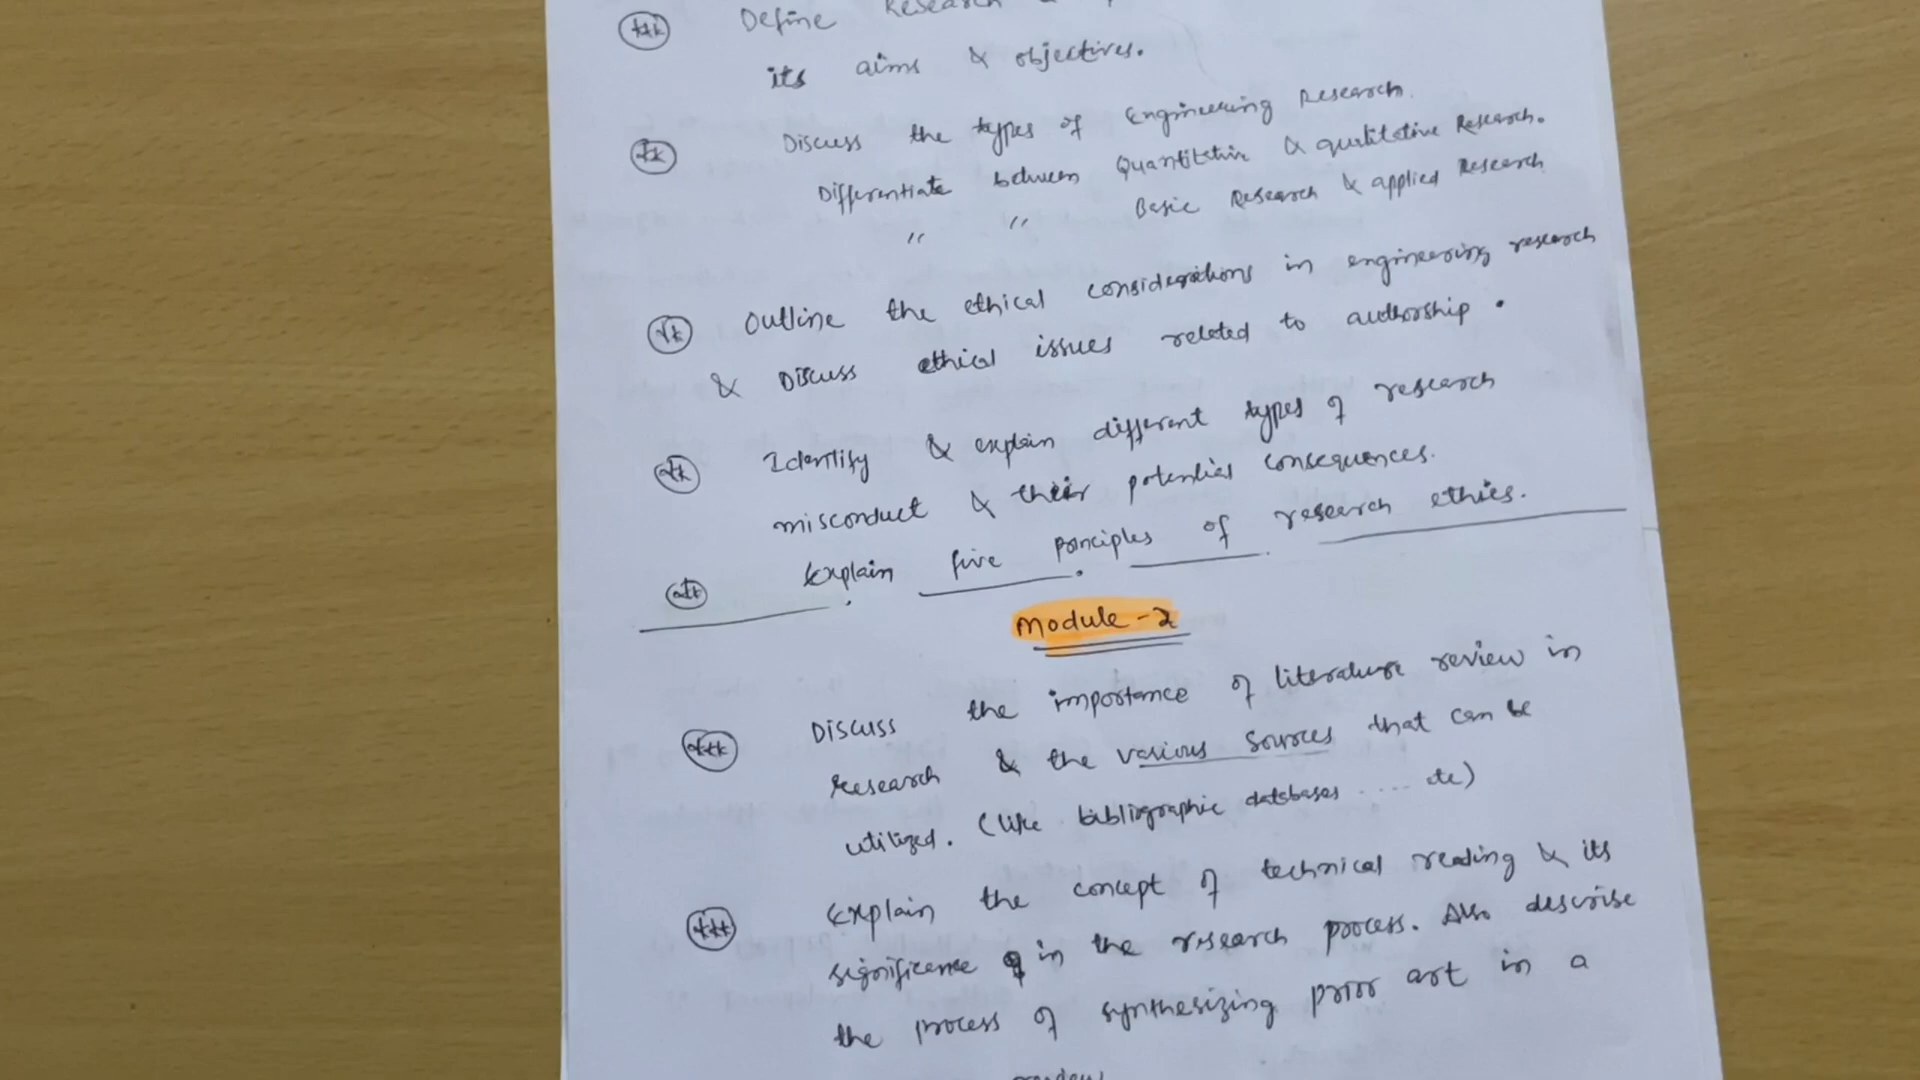 Define Research
its aims & objectives.
Discuss the types of Engineering Research.
Differentiate between Quantitative & qualitative Research.
" " Basic Research & applied Research
Outline the ethical considerations in engineering research
& Discuss ethical issues related to authorship.
Identify & explain different types of research
misconduct & their potential consequences.
Explain five principles of research ethics.
Module-2
Discuss the importance of literature review in
Research & the various sources that can be
utilized. (like bibliographic databases .... etc)
Explain the concept of technical reading & its
significance in the research process. Also describe
the process of synthesizing prior art in a